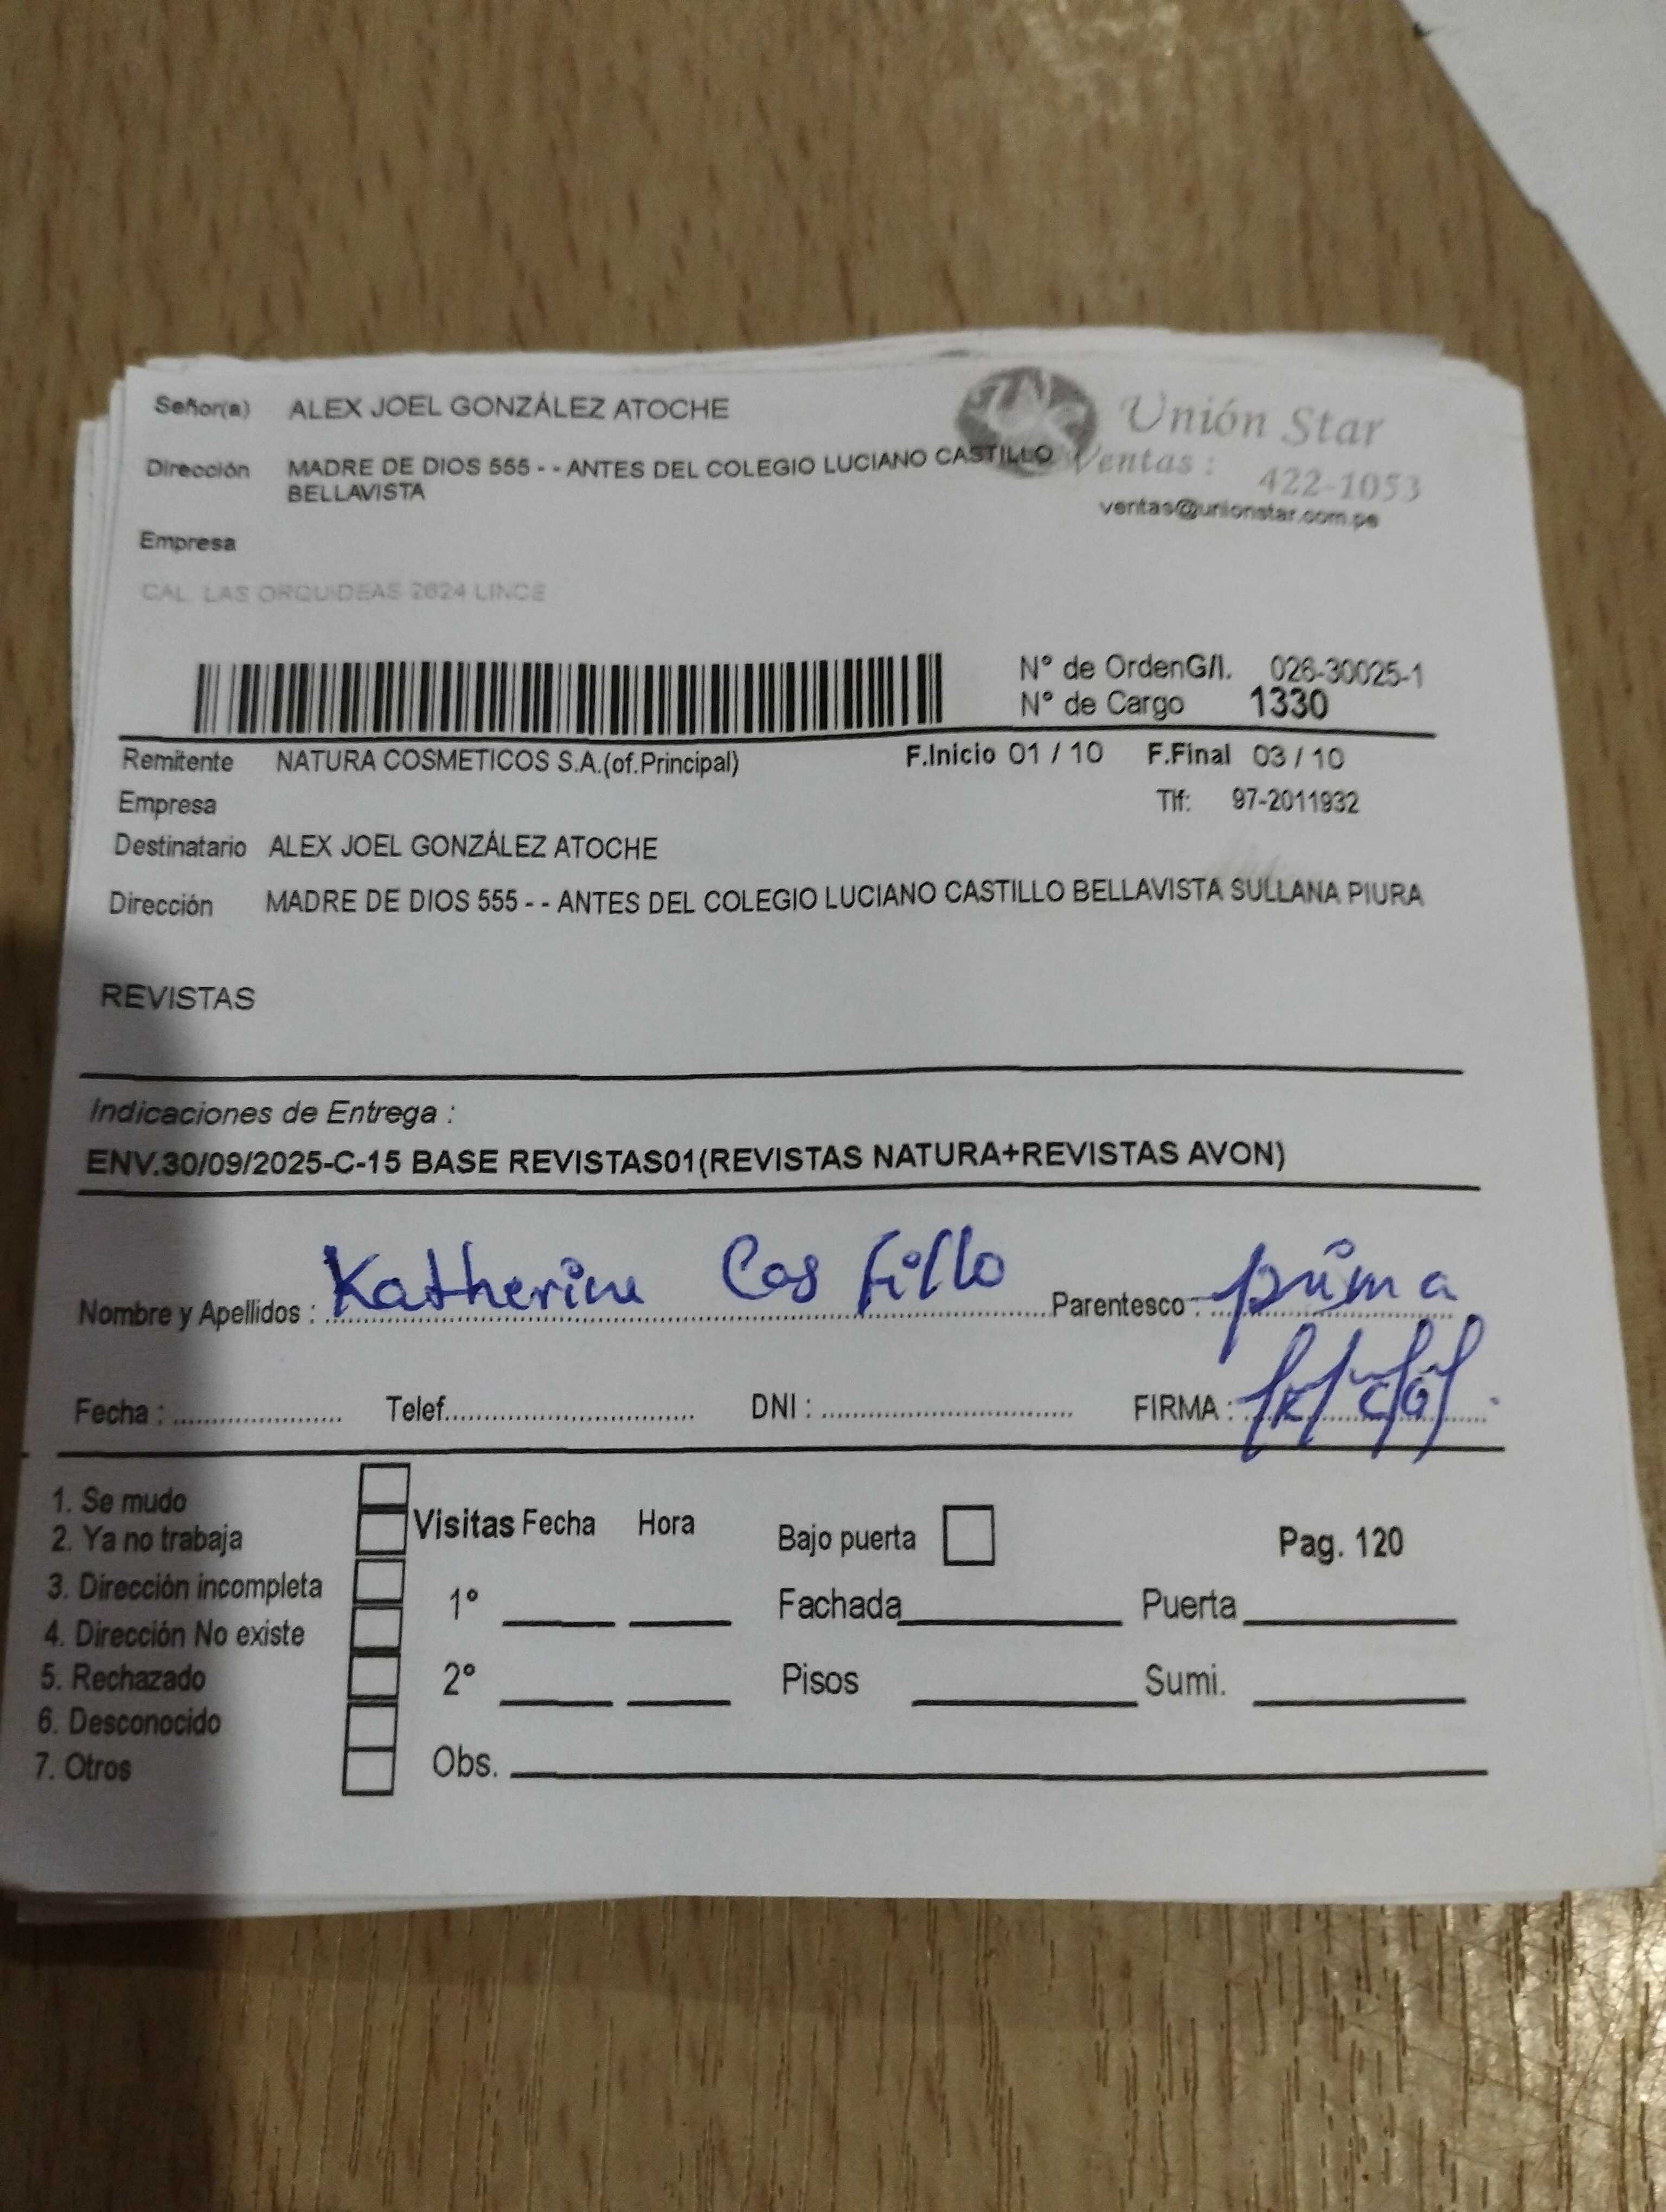 Señor(a) ALEX JOEL GONZÁLEZ ATOCHE
Unión Star
Dirección MADRE DE DIOS 555 - - ANTES DEL COLEGIO LUCIANO CASTILLO
BELLAVISTA
Ventas : 422-1053
ventas@unionstar.com.pe
Empresa
CAL. LAS ORQUIDEAS 2624 LINCE
N° de OrdenG/I. 026-30025-1
N° de Cargo 1330
Remitente NATURA COSMETICOS S.A.(of.Principal) F.Inicio 01 / 10 F.Final 03 / 10
Empresa Tlf: 97-2011932
Destinatario ALEX JOEL GONZÁLEZ ATOCHE
Dirección MADRE DE DIOS 555 - - ANTES DEL COLEGIO LUCIANO CASTILLO BELLAVISTA SULLANA PIURA
REVISTAS
Indicaciones de Entrega :
ENV.30/09/2025-C-15 BASE REVISTAS01(REVISTAS NATURA+REVISTAS AVON)
Nombre y Apellidos : Katherine Castillo Parentesco : prima
Fecha : Telef. DNI : FIRMA :
1. Se mudo
2. Ya no trabaja
3. Dirección incompleta
4. Dirección No existe
5. Rechazado
6. Desconocido
7. Otros
Visitas Fecha Hora Bajo puerta Pag. 120
1° Fachada Puerta
2° Pisos Sumi.
Obs.